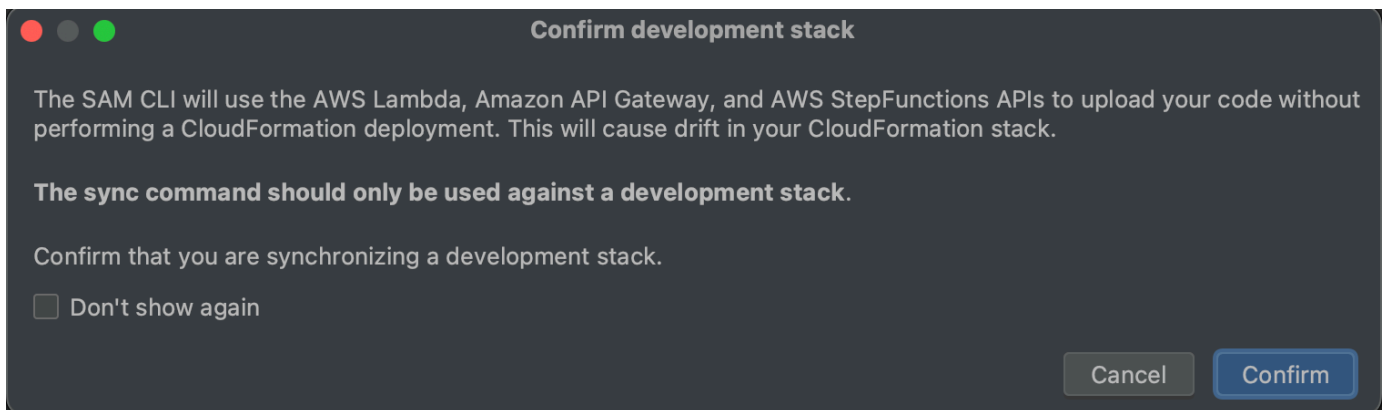 Confirm development stack
The SAM CLI will use the AWS Lambda, Amazon API Gateway, and AWS StepFunctions APIs to upload your code without
performing a CloudFormation deployment. This will cause drift in your CloudFormation stack.
The sync command should only be used against a development stack.
Confirm that you are synchronizing a development stack.
Don't show again
Cancel Confirm